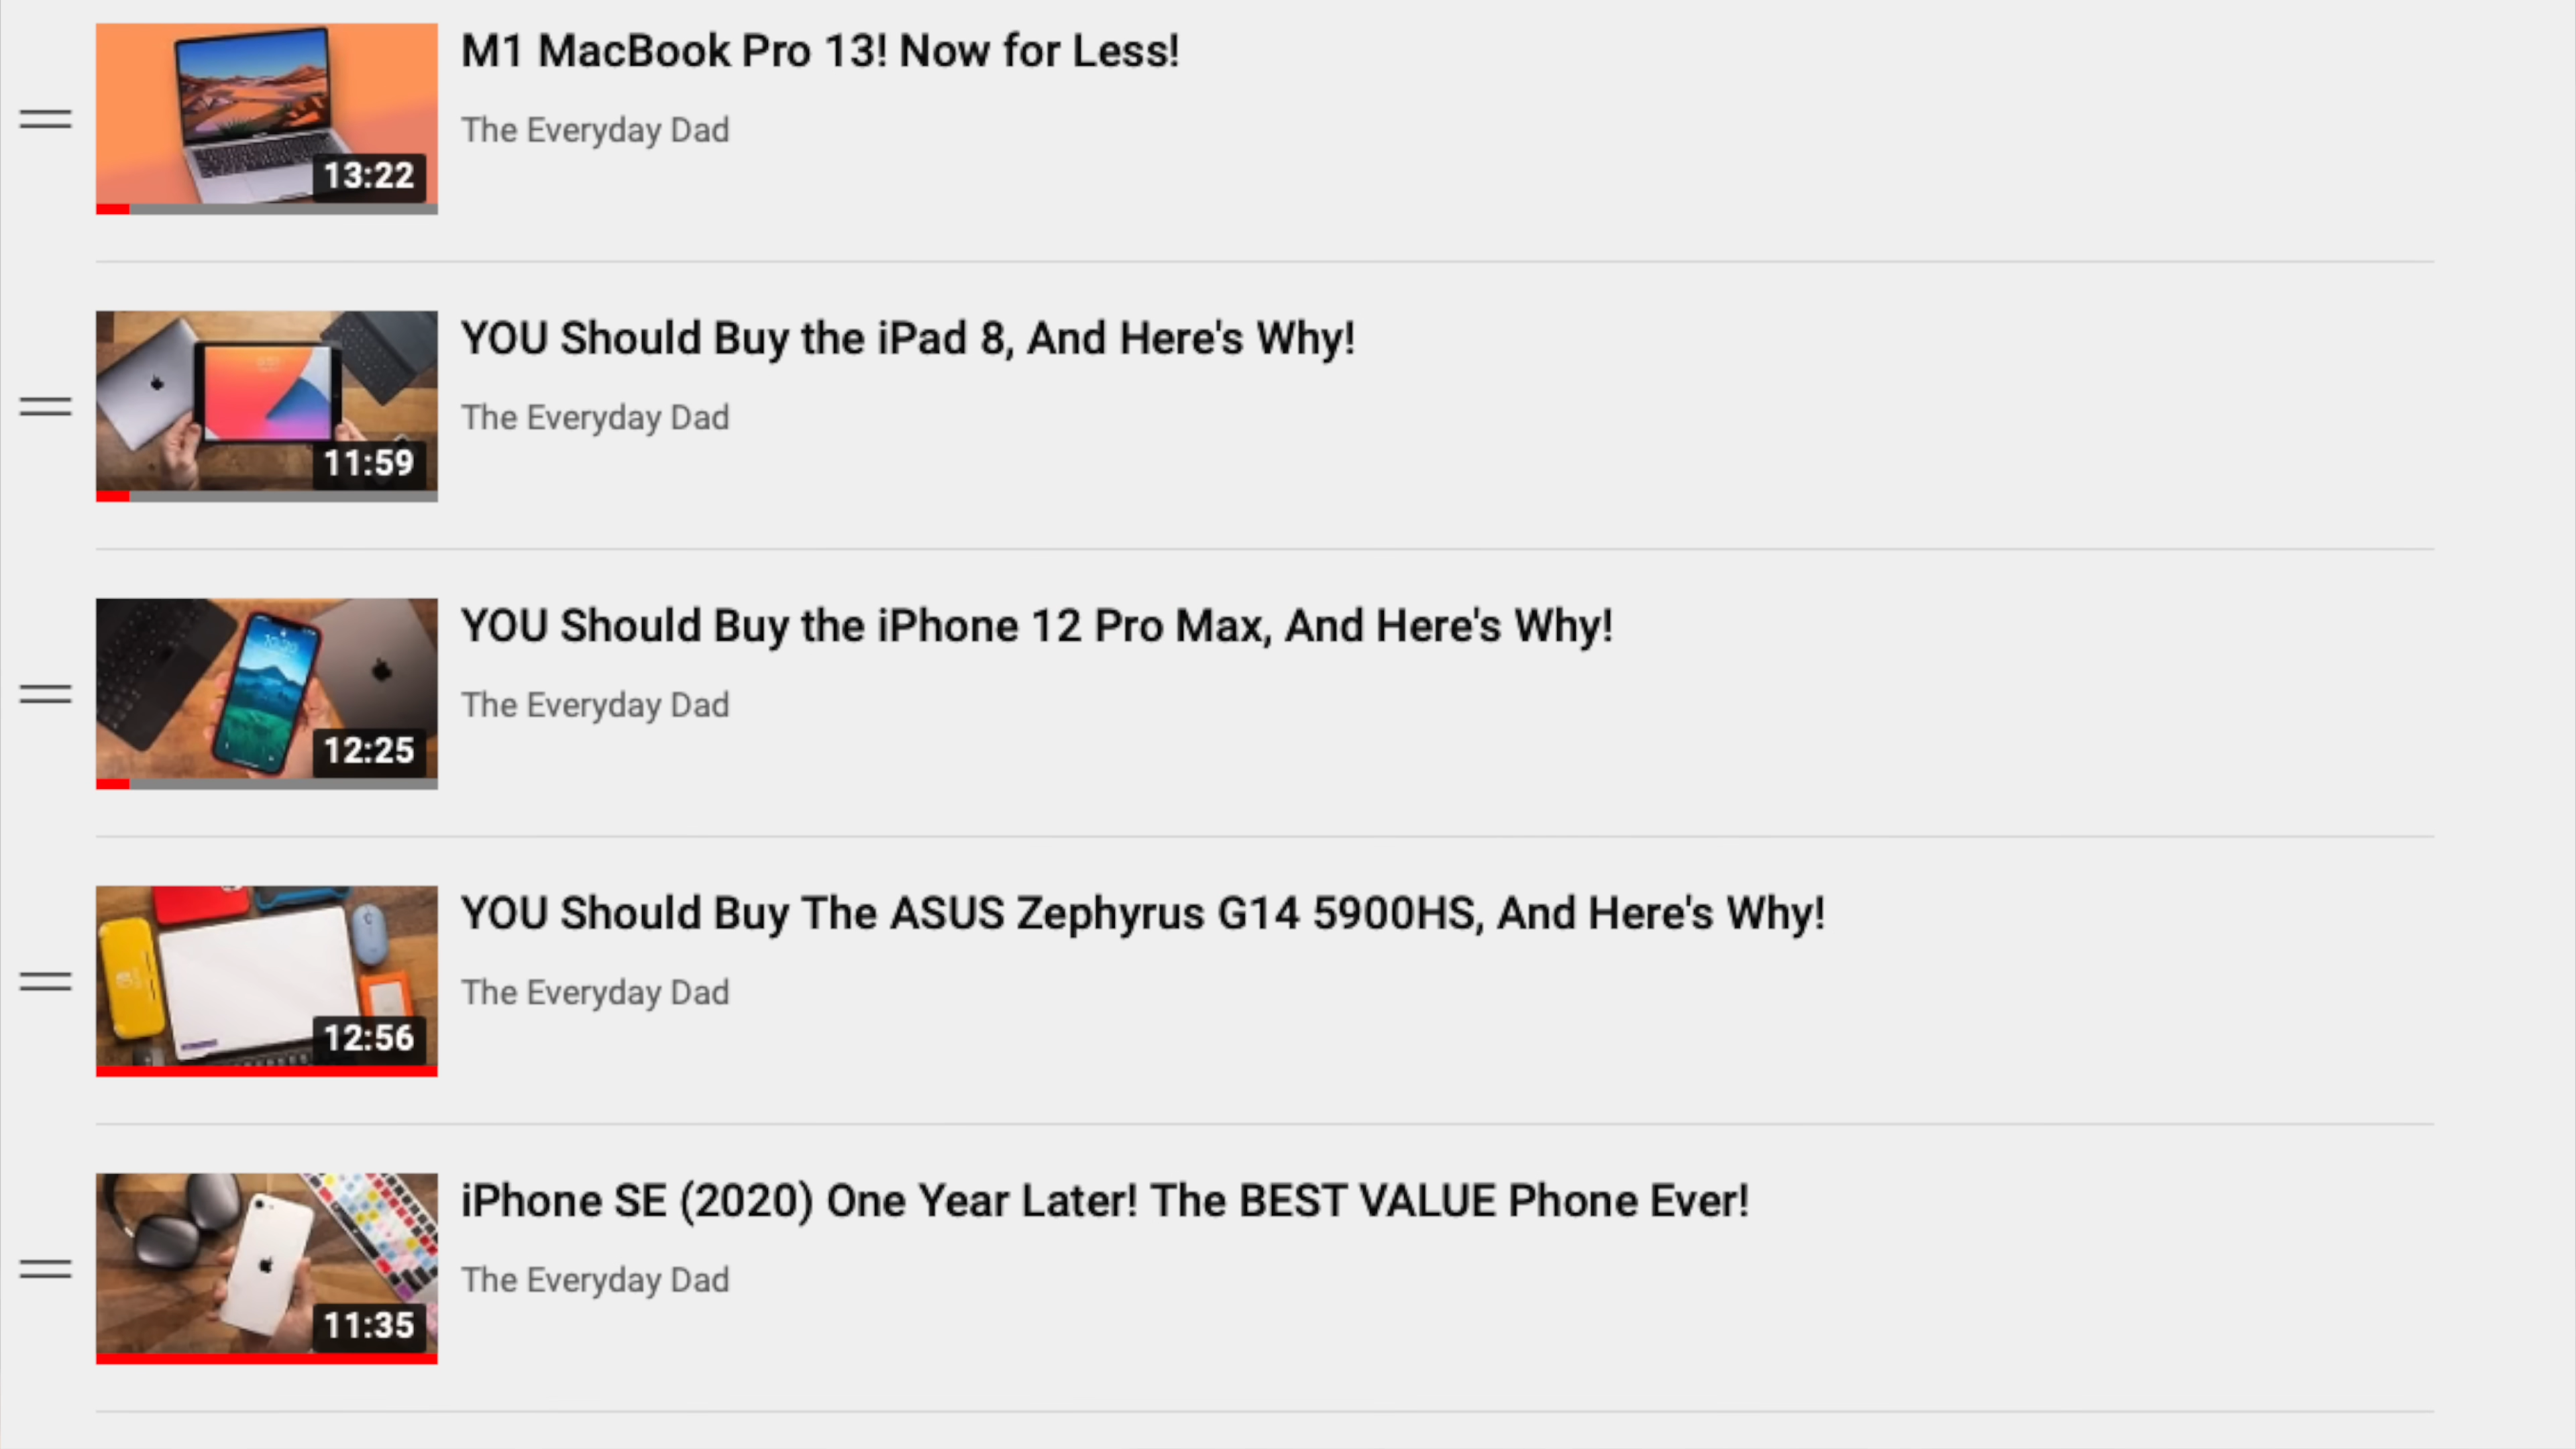 M1 MacBook Pro 13! Now for Less!
The Everyday Dad
13:22
YOU Should Buy the iPad 8, And Here's Why!
The Everyday Dad
11:59
YOU Should Buy the iPhone 12 Pro Max, And Here's Why!
The Everyday Dad
10:20
12:25
YOU Should Buy The ASUS Zephyrus G14 5900HS, And Here's Why!
The Everyday Dad
12:56
iPhone SE (2020) One Year Later! The BEST VALUE Phone Ever!
The Everyday Dad
11:35